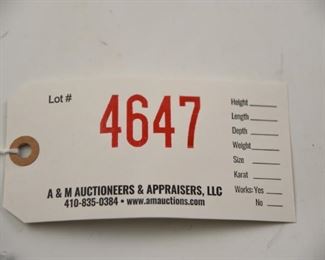 Lot #
4647
Height
Length
Depth
Weight
Size
Karat
Works: Yes
No
A & M AUCTIONEERS & APPRAISERS, LLC
410-835-0384 • www.amauctions.com